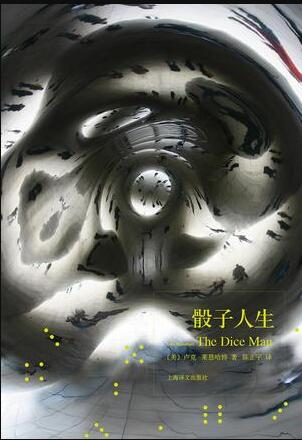 骰子人生
The Dice Man
〔美〕卢克·莱恩哈特 著 陈正宇 译
上海译文出版社